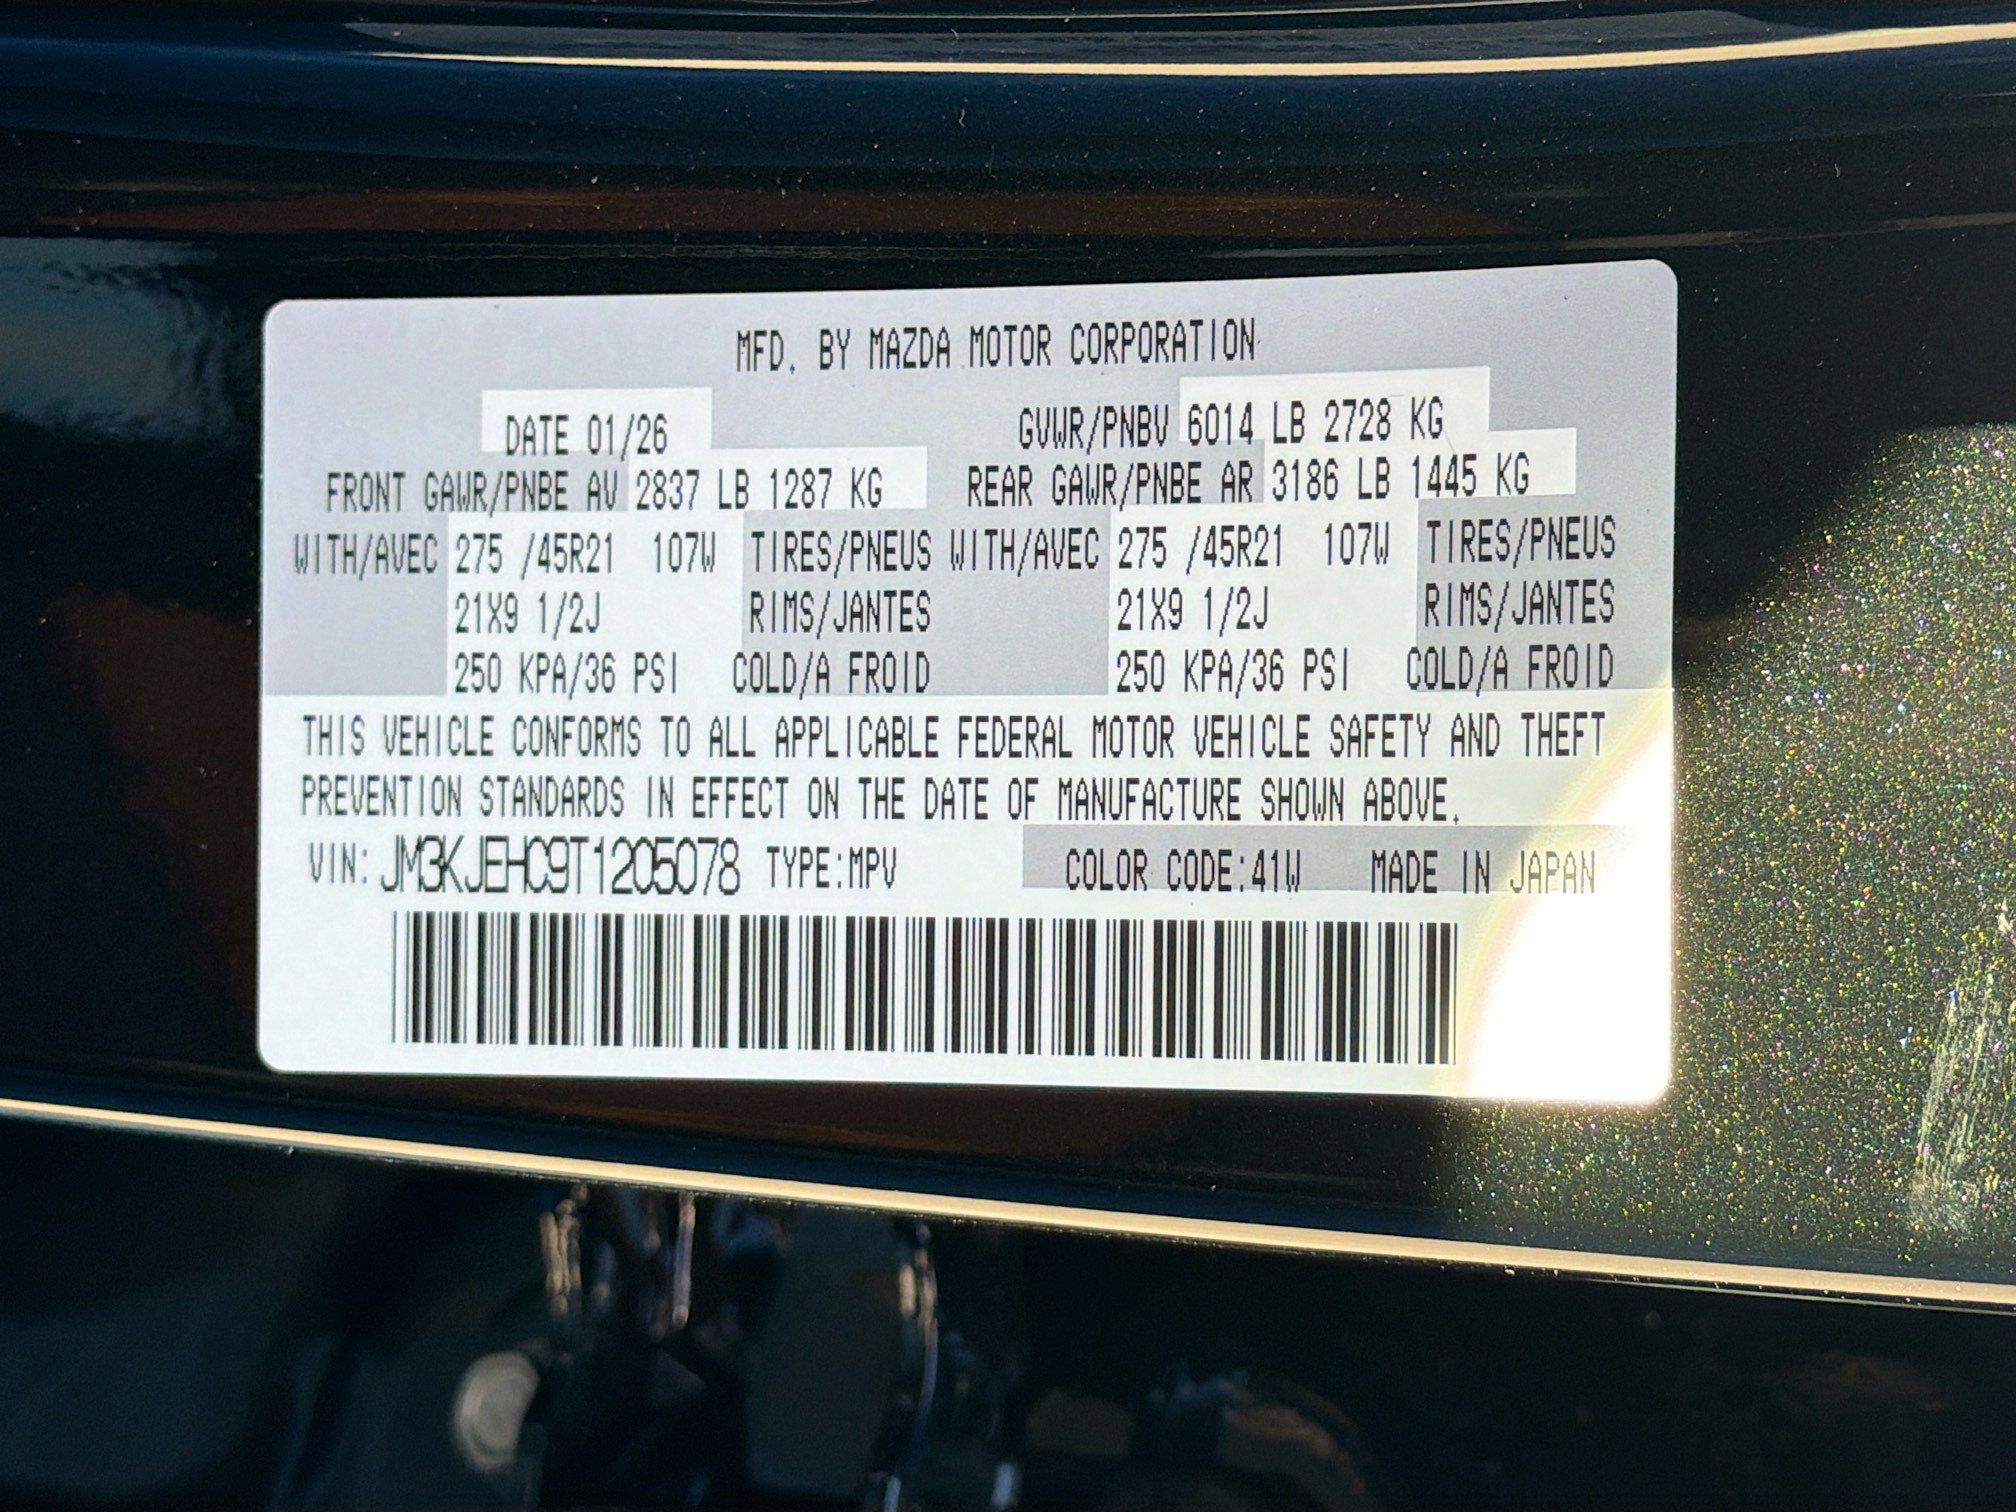 MFD. BY MAZDA MOTOR CORPORATION
DATE 01/26 GVWR/PNBV 6014 LB 2728 KG
FRONT GAWR/PNBE AV 2837 LB 1287 KG REAR GAWR/PNBE AR 3186 LB 1445 KG
WITH/AVEC 275 /45R21 107W TIRES/PNEUS WITH/AVEC 275 /45R21 107W TIRES/PNEUS
21X9 1/2J RIMS/JANTES 21X9 1/2J RIMS/JANTES
250 KPA/36 PSI COLD/A FROID 250 KPA/36 PSI COLD/A FROID
THIS VEHICLE CONFORMS TO ALL APPLICABLE FEDERAL MOTOR VEHICLE SAFETY AND THEFT
PREVENTION STANDARDS IN EFFECT ON THE DATE OF MANUFACTURE SHOWN ABOVE.
VIN: JM3KJEHC9T1205078 TYPE:MPV COLOR CODE:41W MADE IN JAPAN